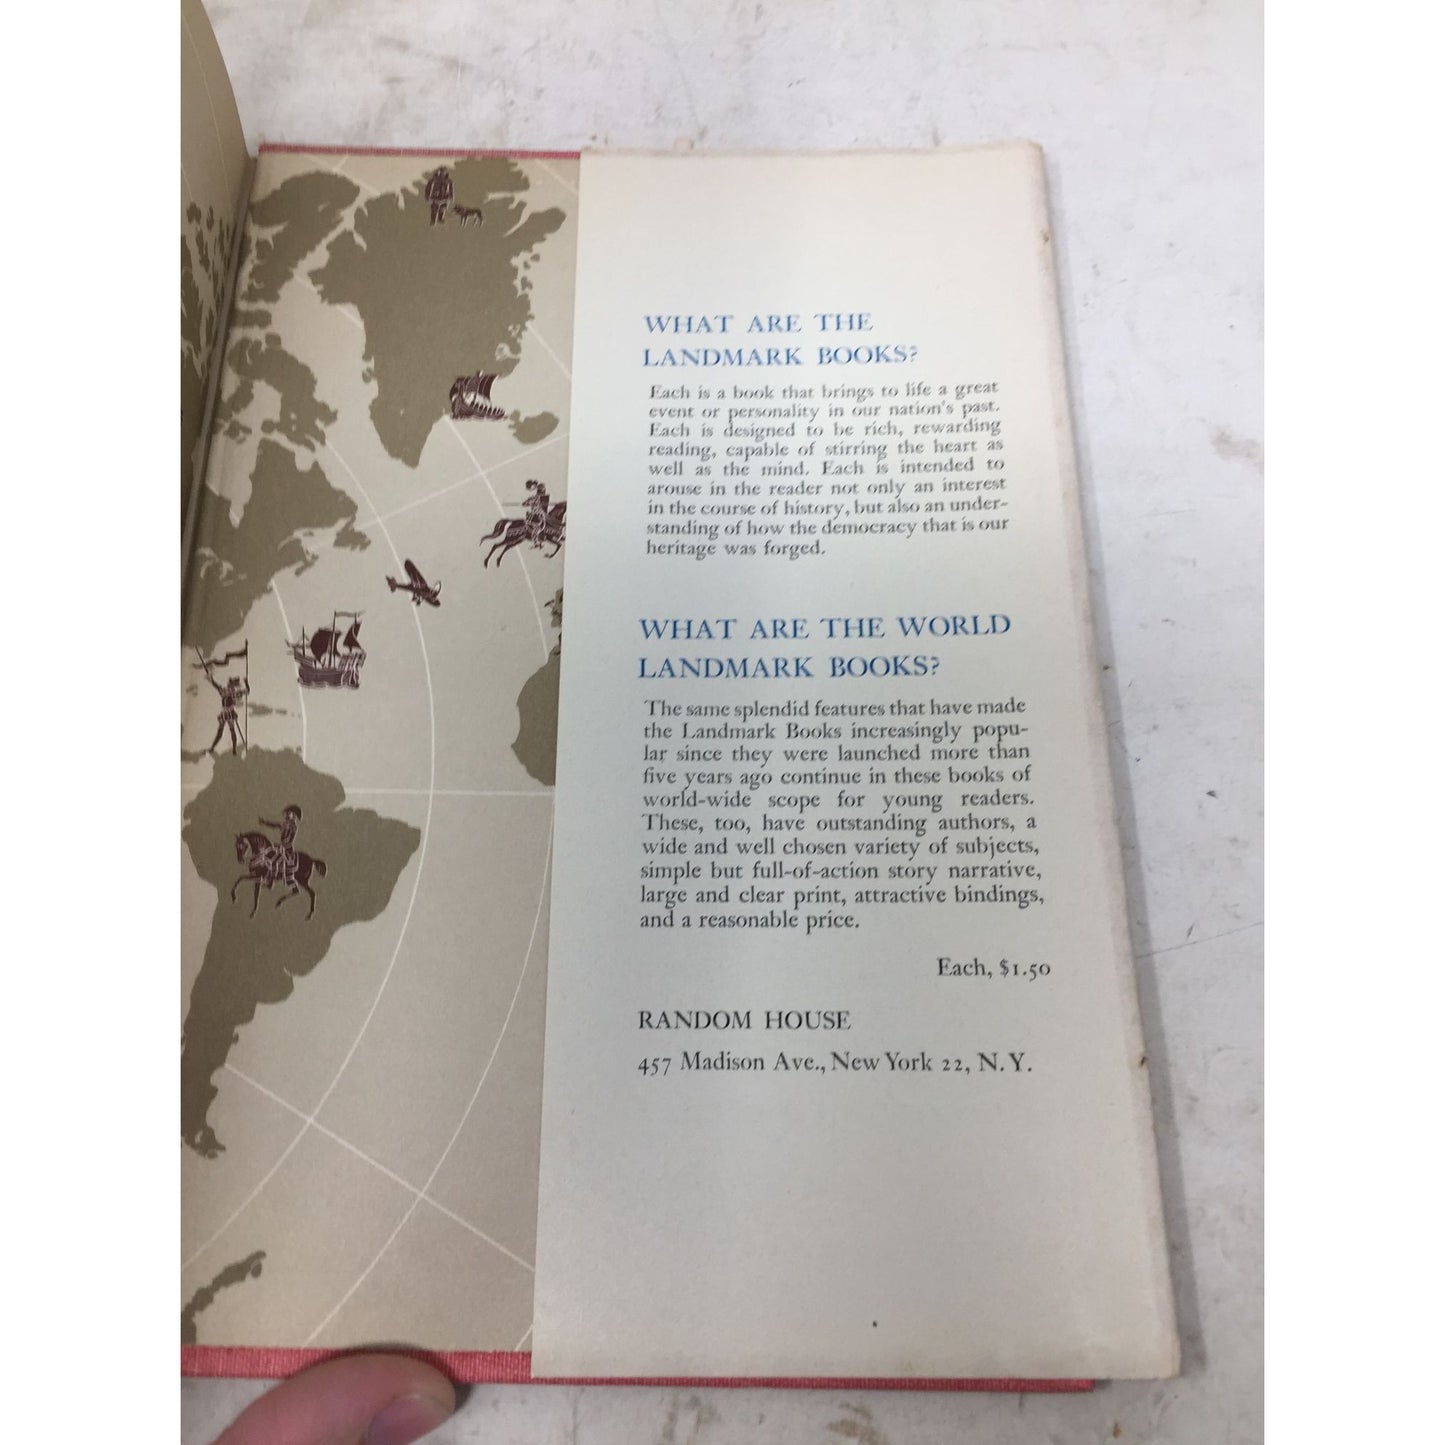 WHAT ARE THE
LANDMARK BOOKS?
Each is a book that brings to life a great
event or personality in our nation's past.
Each is designed to be rich, rewarding
reading, capable of stirring the heart as
well as the mind. Each is intended to
arouse in the reader not only an interest
in the course of history, but also an under-
standing of how the democracy that is our
heritage was forged.
WHAT ARE THE WORLD
LANDMARK BOOKS?
The same splendid features that have made
the Landmark Books increasingly popu-
lar since they were launched more than
five years ago continue in these books of
world-wide scope for young readers.
These, too, have outstanding authors, a
wide and well chosen variety of subjects,
simple but full-of-action story narrative,
large and clear print, attractive bindings,
and a reasonable price.
Each, $1.50
RANDOM HOUSE
457 Madison Ave., New York 22, N.Y.